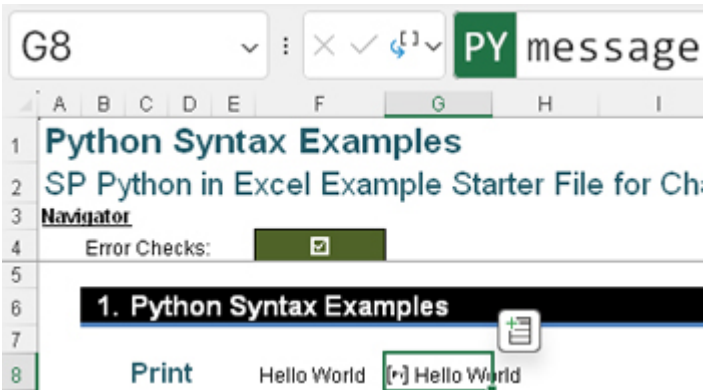 G8 PY message
A B C D E F G H I
1 Python Syntax Examples
2 SP Python in Excel Example Starter File for Cha
3 Navigator
4 Error Checks:
5
6 1. Python Syntax Examples
7
8 Print Hello World Hello World